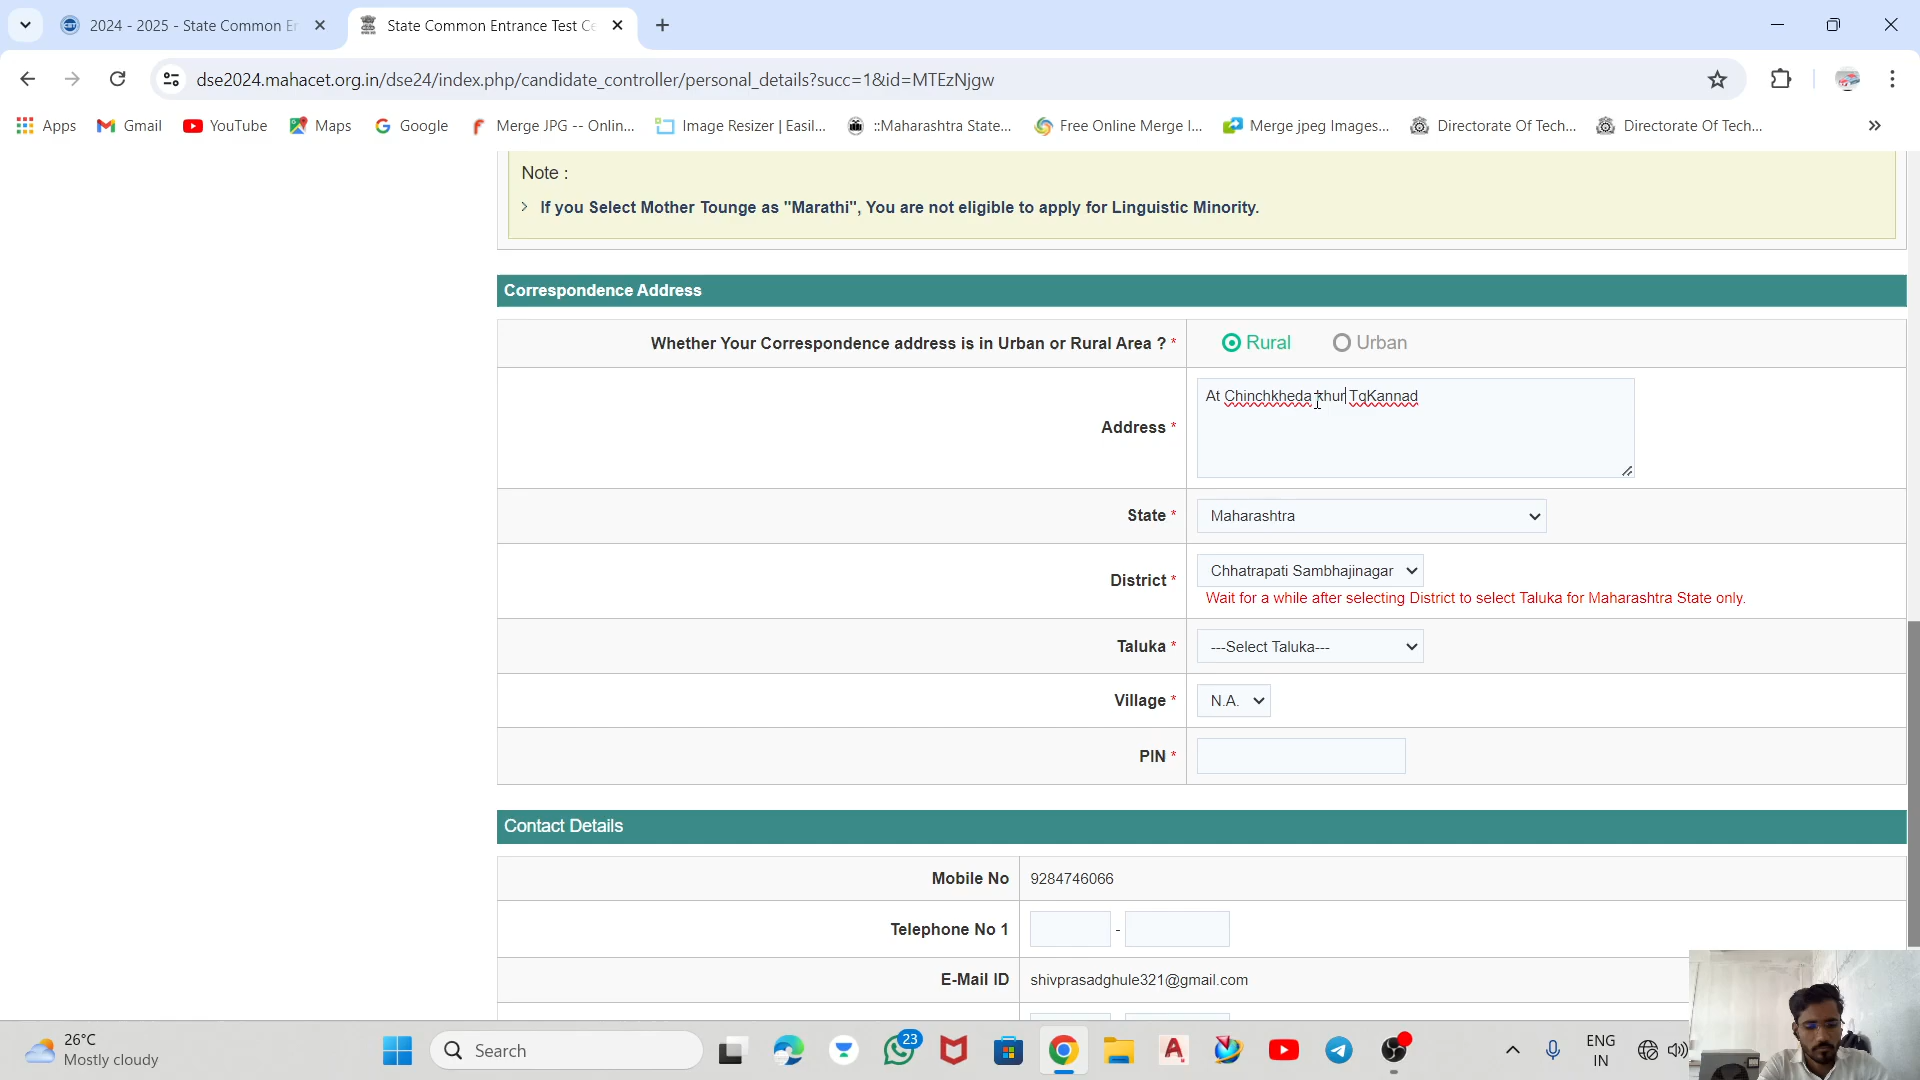 2024 - 2025 - State Common Er
State Common Entrance Test Ce
dse2024.mahacet.org.in/dse24/index.php/candidate_controller/personal_details?succ=1&id=MTEzNjgw
Apps
Gmail
YouTube
Maps
Google
Merge JPG -- Onlin...
Image Resizer | Easil...
::Maharashtra State...
Free Online Merge I...
Merge jpeg Images...
Directorate Of Tech...
Directorate Of Tech...
Note :
If you Select Mother Tounge as "Marathi", You are not eligible to apply for Linguistic Minority.
Correspondence Address
Whether Your Correspondence address is in Urban or Rural Area ? *
Rural
Urban
Address *
At Chinchkheda khur TqKannad
State *
Maharashtra
District *
Chhatrapati Sambhajinagar
Wait for a while after selecting District to select Taluka for Maharashtra State only.
Taluka *
---Select Taluka---
Village *
N.A.
PIN *
Contact Details
Mobile No
9284746066
Telephone No 1
-
E-Mail ID
shivprasadghule321@gmail.com
26°C
Mostly cloudy
Search
23
ENG
IN